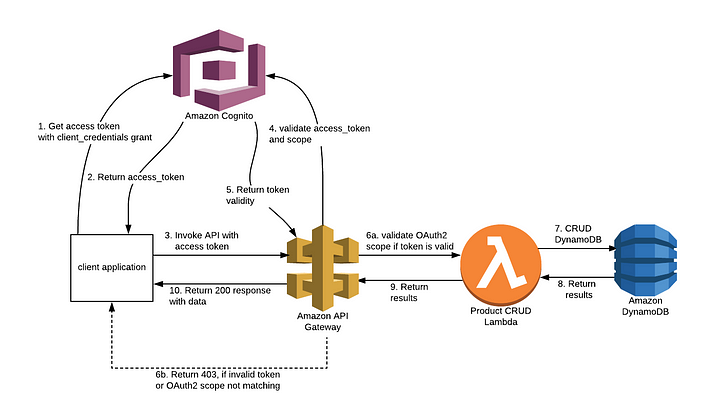 Amazon Cognito
1. Get access token
with client_credentials grant
2. Return access_token
4. validate access_token
and scope
5. Return token
validity
client application
3. Invoke API with
access token
6a. validate OAuth2
scope if token is valid
7. CRUD
DynamoDB
10. Return 200 response
with data
9. Return
results
8. Return
results
Amazon API
Gateway
Product CRUD
Lambda
Amazon
DynamoDB
6b. Return 403, if invalid token
or OAuth2 scope not matching